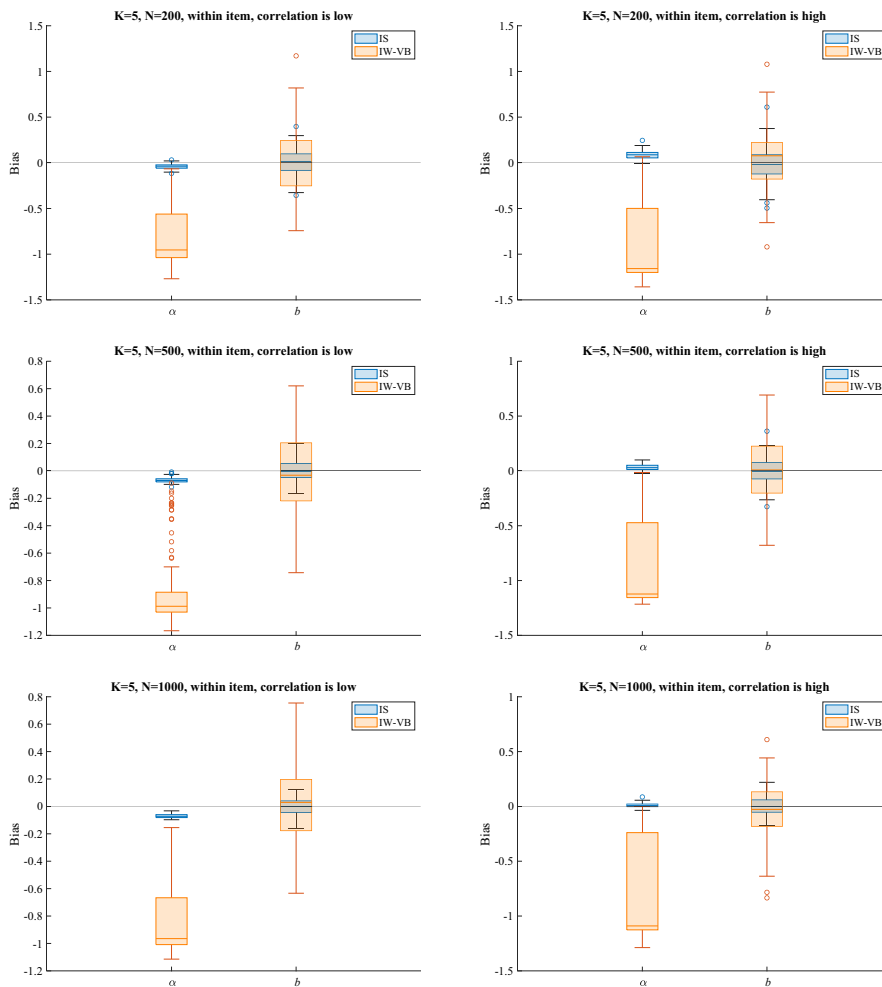 K=5, N=200, within item, correlation is low
1.5
1
0.5
0
-0.5
-1
-1.5
Bias
α
b
IS
IW-VB
K=5, N=200, within item, correlation is high
1.5
1
0.5
0
-0.5
-1
-1.5
Bias
α
b
IS
IW-VB
K=5, N=500, within item, correlation is low
0.8
0.6
0.4
0.2
0
-0.2
-0.4
-0.6
-0.8
-1
-1.2
Bias
α
b
IS
IW-VB
K=5, N=500, within item, correlation is high
1
0.5
0
-0.5
-1
-1.5
Bias
α
b
IS
IW-VB
K=5, N=1000, within item, correlation is low
0.8
0.6
0.4
0.2
0
-0.2
-0.4
-0.6
-0.8
-1
-1.2
Bias
α
b
IS
IW-VB
K=5, N=1000, within item, correlation is high
1
0.5
0
-0.5
-1
-1.5
Bias
α
b
IS
IW-VB